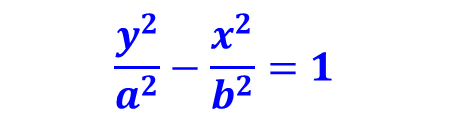 y²/a² − x²/b² = 1